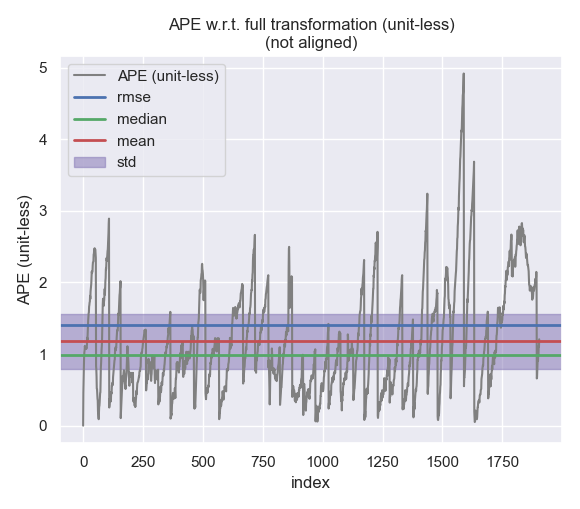 APE w.r.t. full transformation (unit-less)
(not aligned)
APE (unit-less)
rmse
median
mean
std
APE (unit-less)
5
4
3
2
1
0
0 250 500 750 1000 1250 1500 1750
index